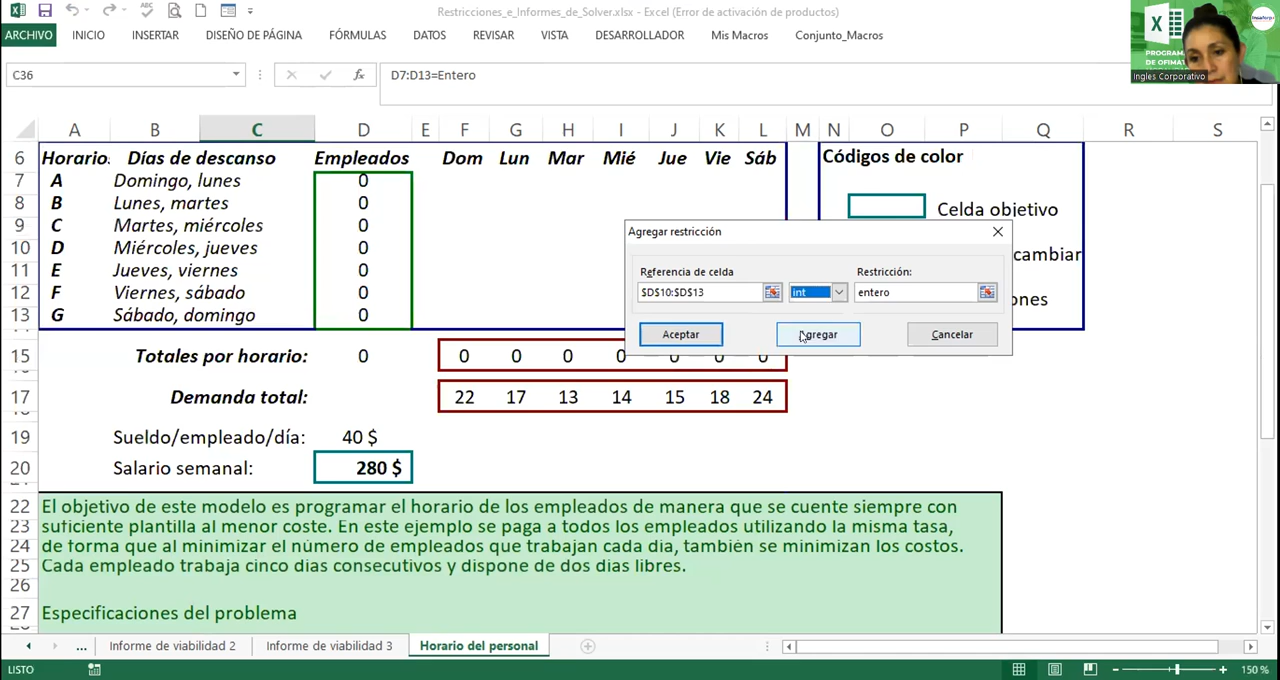 Restricciones_e_Informes_de_Solver.xlsx - Excel (Error de activación de productos)
ARCHIVO INICIO INSERTAR DISEÑO DE PÁGINA FÓRMULAS DATOS REVISAR VISTA DESARROLLADOR Mis Macros Conjunto_Macros
PROGRAMA
DE OFIMÁT
Ingles Corporativo
C36 fx D7:D13=Entero
A B C D E F G H I J K L M N O P Q R S
6 Horario. Días de descanso Empleados Dom Lun Mar Mié Jue Vie Sáb Códigos de color
7 A Domingo, lunes 0
8 B Lunes, martes 0 Celda objetivo
9 C Martes, miércoles 0
10 D Miércoles, jueves 0 cambiar
11 E Jueves, viernes 0
12 F Viernes, sábado 0 ones
13 G Sábado, domingo 0
Agregar restricción
Referencia de celda Restricción:
$D$10:$D$13 int entero
Aceptar Agregar Cancelar
15 Totales por horario: 0 0 0 0 0 0 0 0
17 Demanda total: 22 17 13 14 15 18 24
19 Sueldo/empleado/día: 40 $
20 Salario semanal: 280 $
22 El objetivo de este modelo es programar el horario de los empleados de manera que se cuente siempre con
23 suficiente plantilla al menor coste. En este ejemplo se paga a todos los empleados utilizando la misma tasa,
24 de forma que al minimizar el número de empleados que trabajan cada día, también se minimizan los costos.
25 Cada empleado trabaja cinco días consecutivos y dispone de dos días libres.
26
27 Especificaciones del problema
... Informe de viabilidad 2 Informe de viabilidad 3 Horario del personal
LISTO 150 %